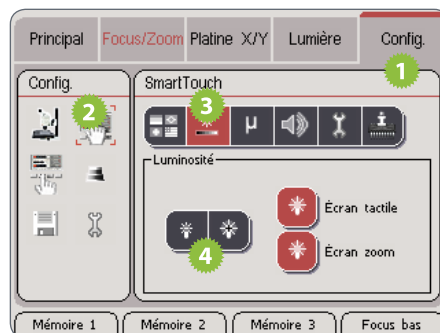 Principal Focus/Zoom Platine X/Y Lumière Config.
1
Config.
SmartTouch
2
3
µ
i
Luminosité
Écran tactile
4
Écran zoom
Mémoire 1 Mémoire 2 Mémoire 3 Focus bas